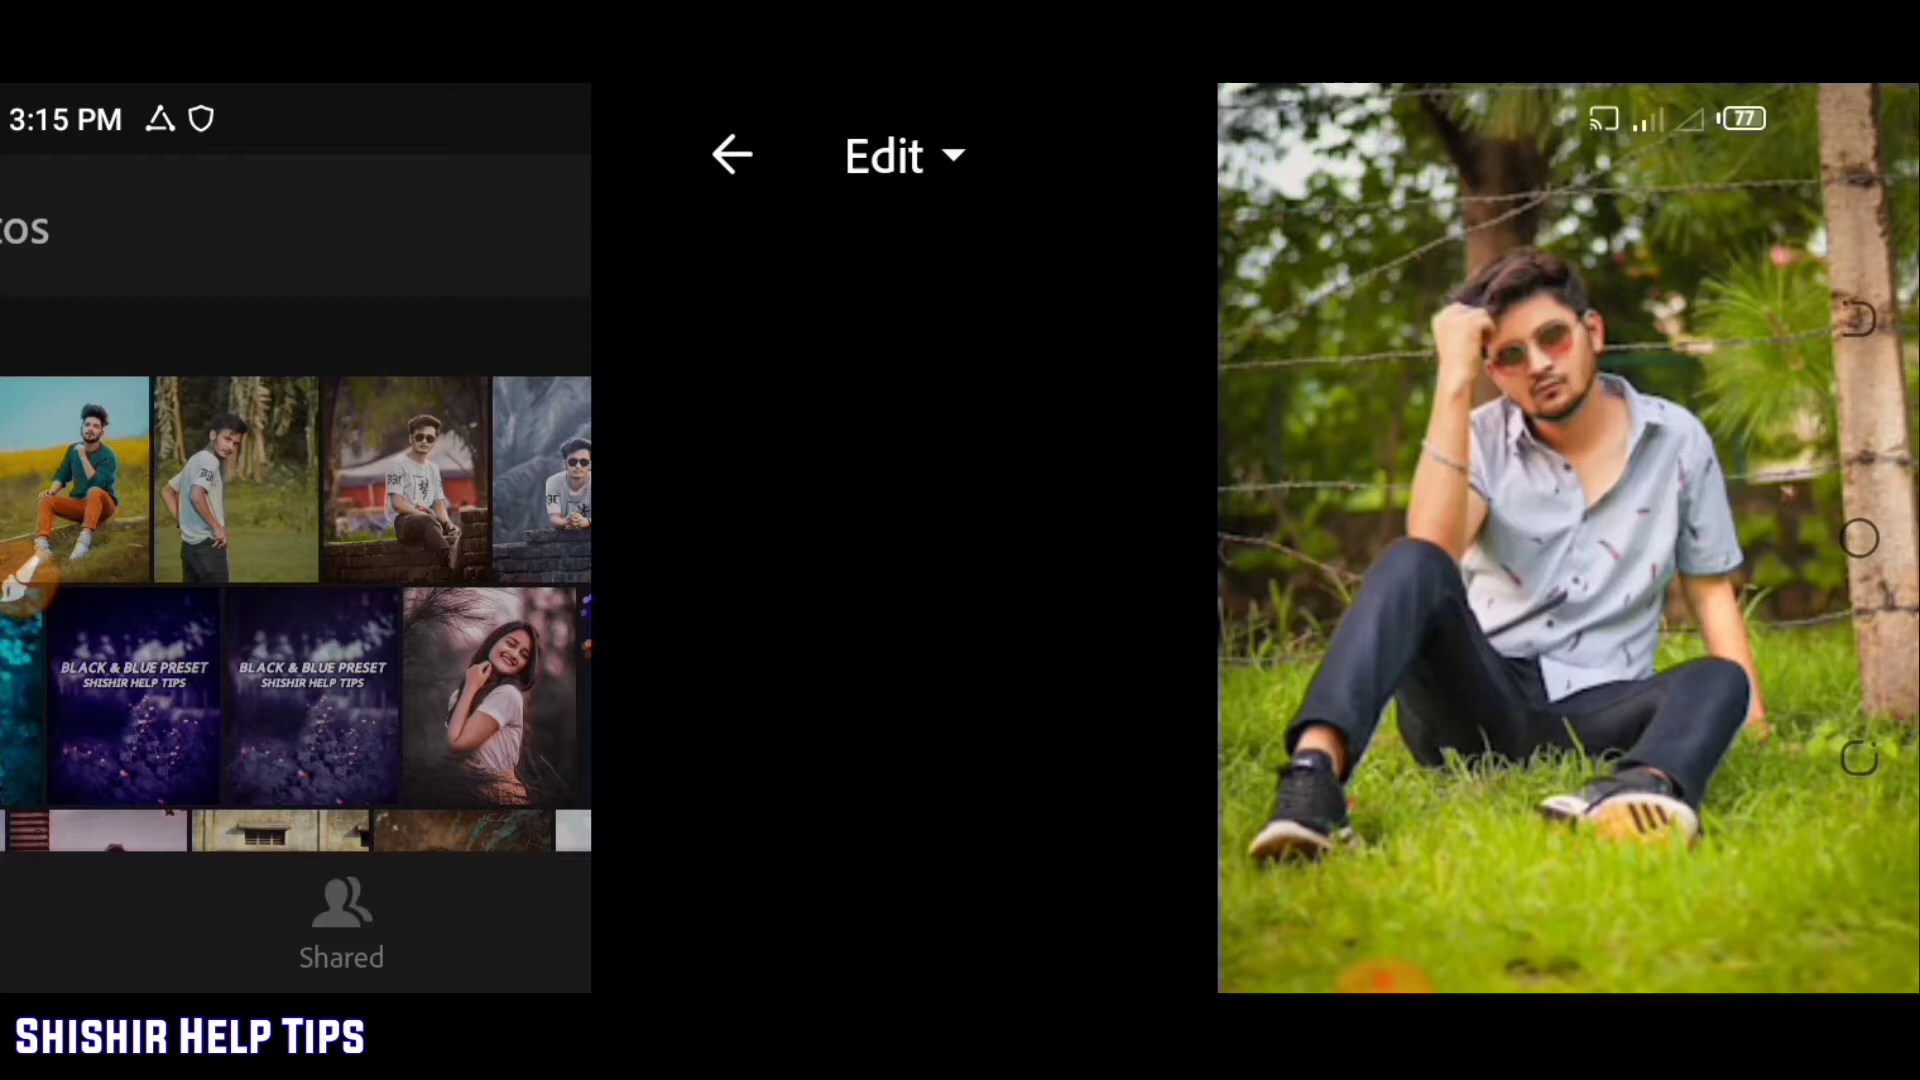 3:15 PM
77
Edit
tos
BLACK & BLUE PRESET
SHISHIR HELP TIPS
BLACK & BLUE PRESET
SHISHIR HELP TIPS
Shared
SHISHIR HELP TIPS